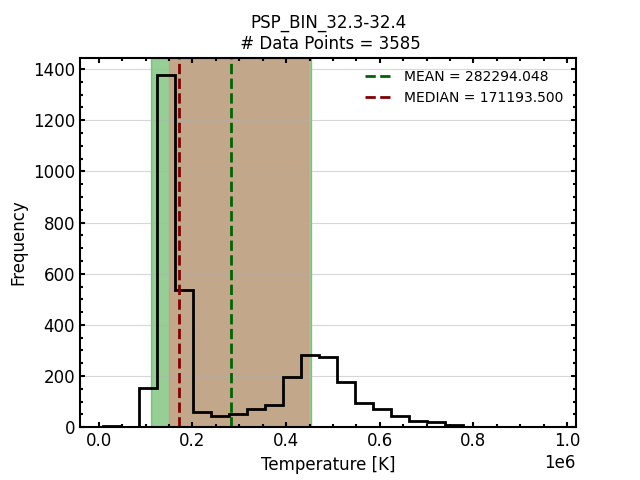 PSP_BIN_32.3-32.4
# Data Points = 3585
MEAN = 282294.048
MEDIAN = 171193.500
Frequency
1400
1200
1000
800
600
400
200
0
0.0 0.2 0.4 0.6 0.8 1.0
1e6
Temperature [K]